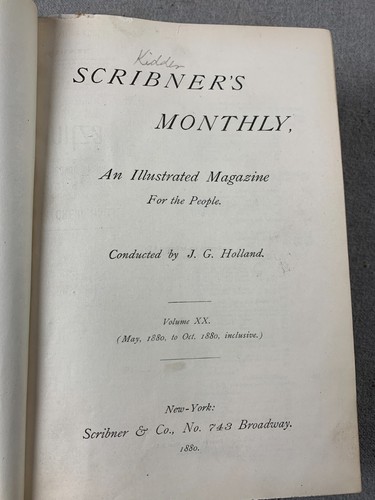 Kidder
SCRIBNER'S
MONTHLY,
An Illustrated Magazine
For the People.
Conducted by J. G. Holland.
Volume XX.
(May, 1880, to Oct. 1880, inclusive.)
New-York:
Scribner & Co., No. 743 Broadway.
1880.